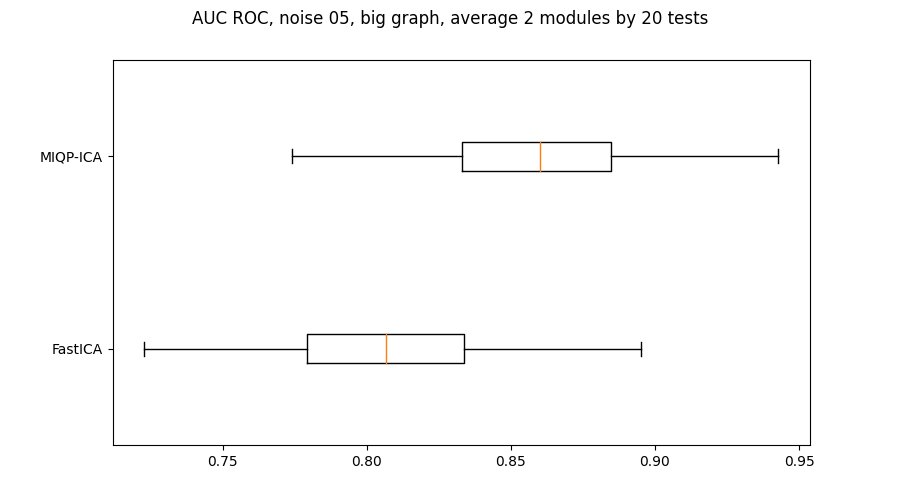 AUC ROC, noise 05, big graph, average 2 modules by 20 tests
MIQP-ICA
FastICA
0.75 0.80 0.85 0.90 0.95